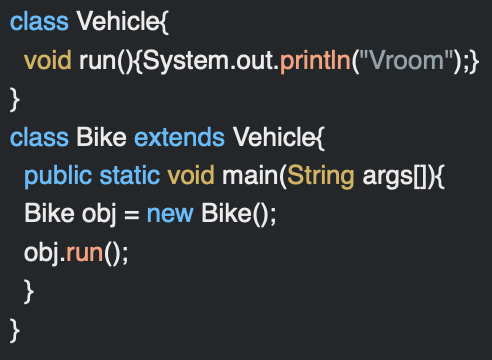 class Vehicle{
  void run(){System.out.println("Vroom");}
}
class Bike extends Vehicle{
  public static void main(String args[]){
  Bike obj = new Bike();
  obj.run();
  }
}